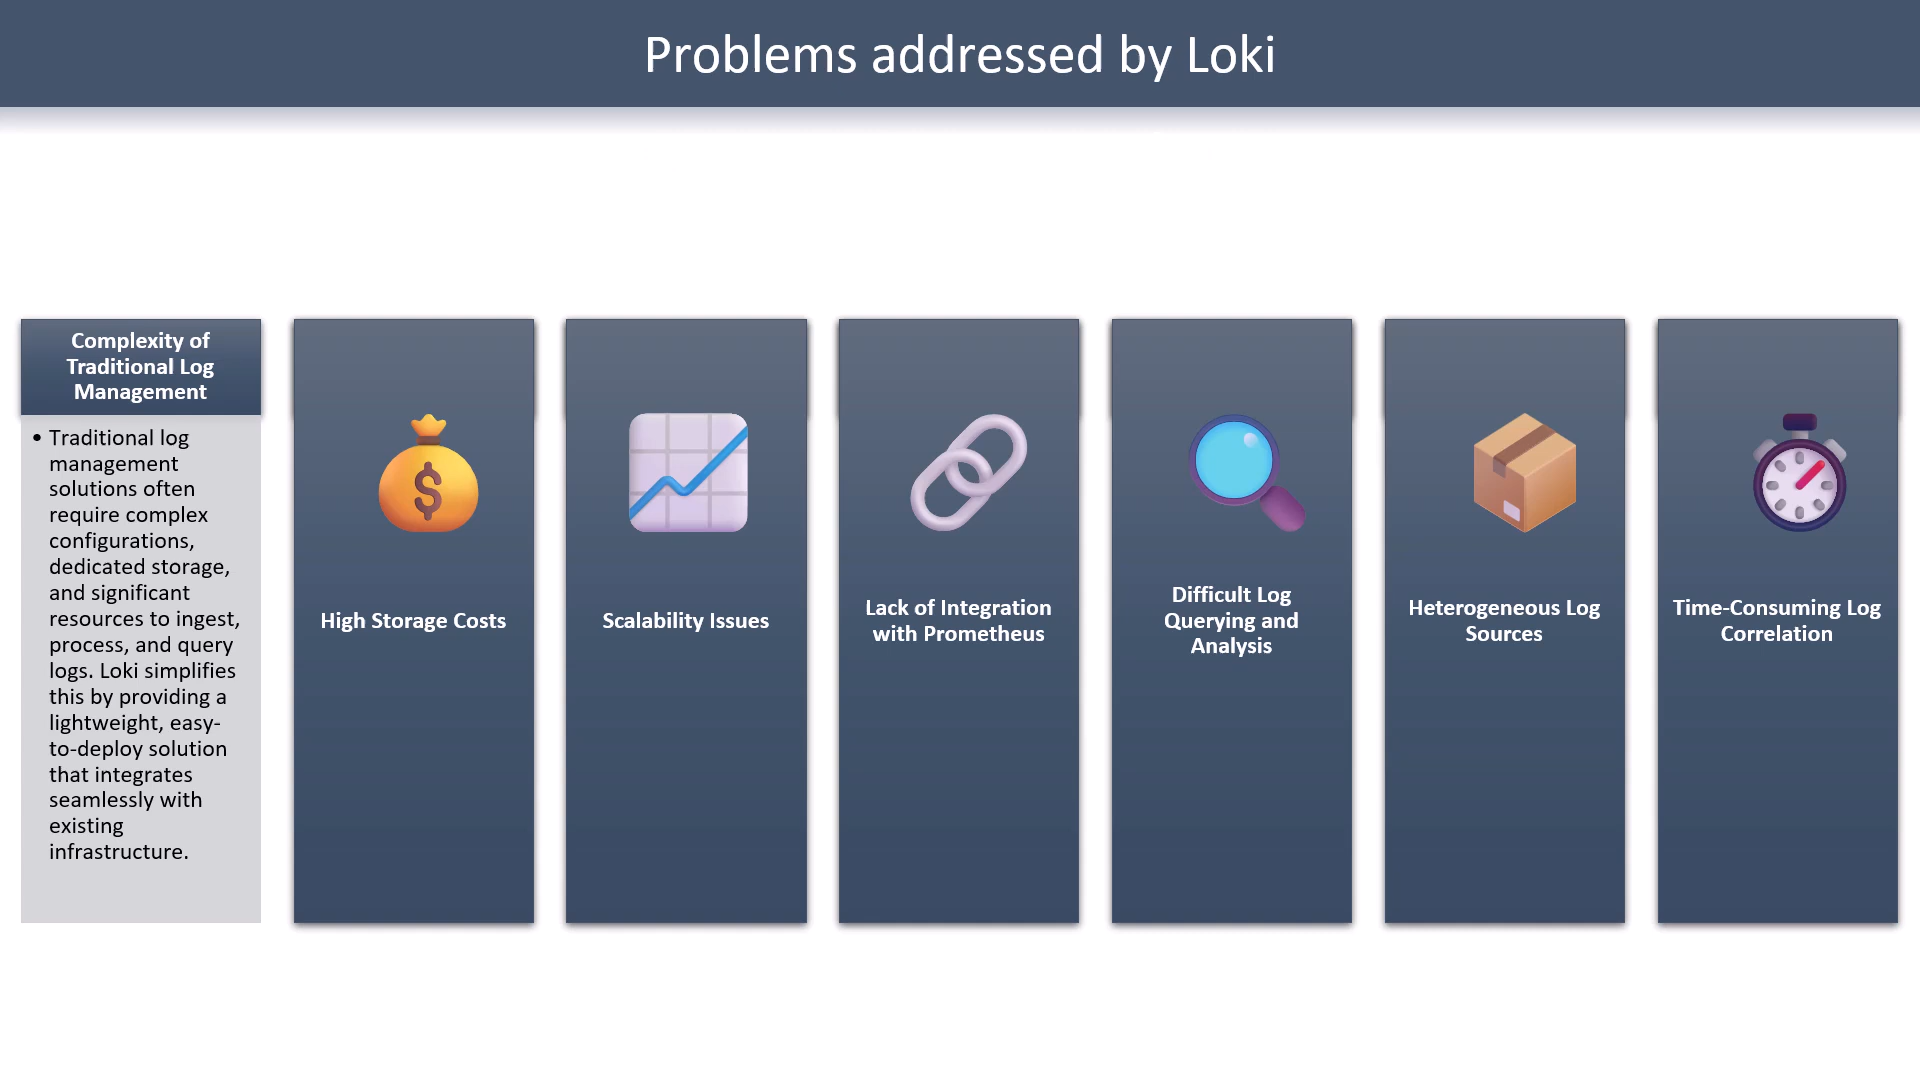 Problems addressed by Loki
Complexity of
Traditional Log
Management
• Traditional log
management
solutions often
require complex
configurations,
dedicated storage,
and significant
resources to ingest,
process, and query
logs. Loki simplifies
this by providing a
lightweight, easy-
to-deploy solution
that integrates
seamlessly with
existing
infrastructure.
High Storage Costs
Scalability Issues
Lack of Integration
with Prometheus
Difficult Log
Querying and
Analysis
Heterogeneous Log
Sources
Time-Consuming Log
Correlation